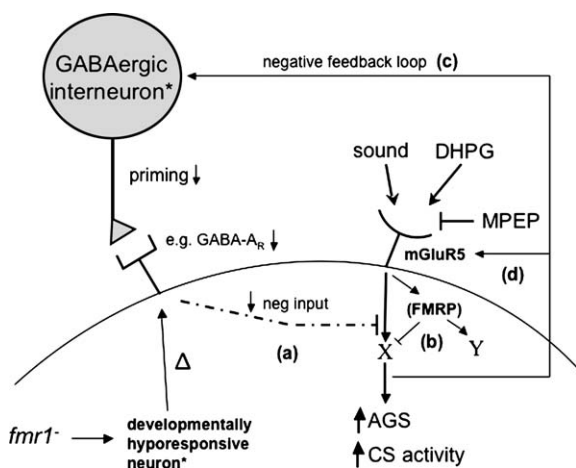 GABAergic
interneuron*
negative feedback loop (c)
priming↓
sound DHPG
MPEP
e.g. GABA-A_R ↓
mGluR5
(d)
↓ neg input
(FMRP)
(a)
X (b) Y
Δ
fmr1⁻
developmentally
hyporesponsive
neuron*
↑AGS
↑CS activity